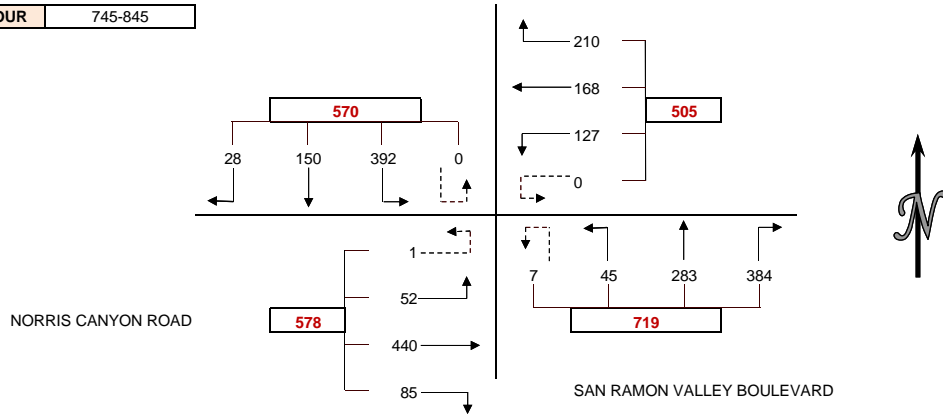 OUR 745-845
210
168
505
127
0
570
28 150 392 0
N
1
52
440
85
578
NORRIS CANYON ROAD
7 45 283 384
719
SAN RAMON VALLEY BOULEVARD